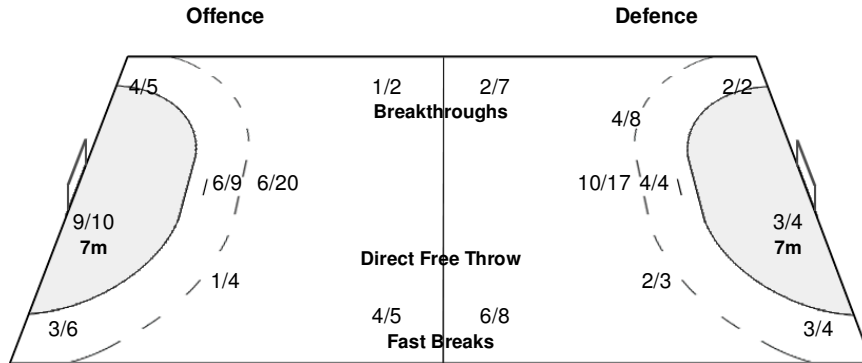 Offence Defence
4/5 1/2 2/7 2/2
Breakthroughs
4/8
6/9 6/20 10/17 4/4
9/10 3/4
7m 7m
Direct Free Throw
1/4 2/3
4/5 6/8
3/6 3/4
Fast Breaks